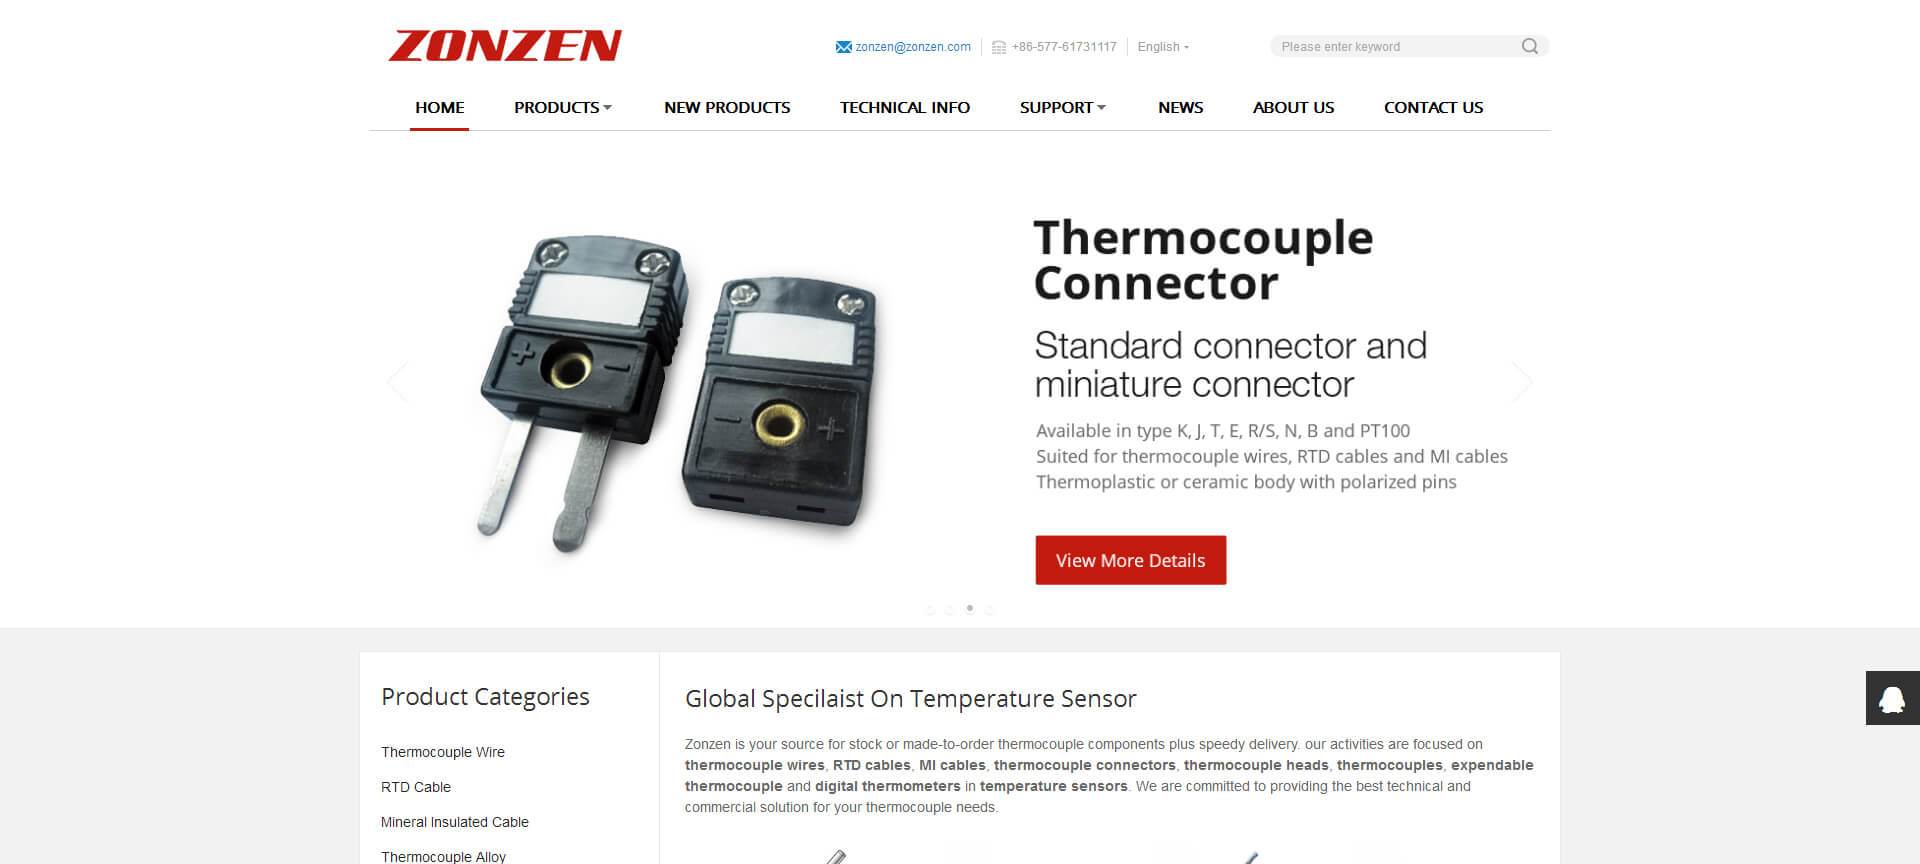 ZONZEN
zonzen@zonzen.com
+86-577-61731117
English
Please enter keyword
HOME
PRODUCTS
NEW PRODUCTS
TECHNICAL INFO
SUPPORT
NEWS
ABOUT US
CONTACT US
Thermocouple
Connector
Standard connector and
miniature connector
Available in type K, J, T, E, R/S, N, B and PT100
Suited for thermocouple wires, RTD cables and MI cables
Thermoplastic or ceramic body with polarized pins
View More Details
+ −
− +
Product Categories
Thermocouple Wire
RTD Cable
Mineral Insulated Cable
Thermocouple Alloy
Global Specilaist On Temperature Sensor
Zonzen is your source for stock or made-to-order thermocouple components plus speedy delivery. our activities are focused on
thermocouple wires, RTD cables, MI cables, thermocouple connectors, thermocouple heads, thermocouples, expendable
thermocouple and digital thermometers in temperature sensors. We are committed to providing the best technical and
commercial solution for your thermocouple needs.